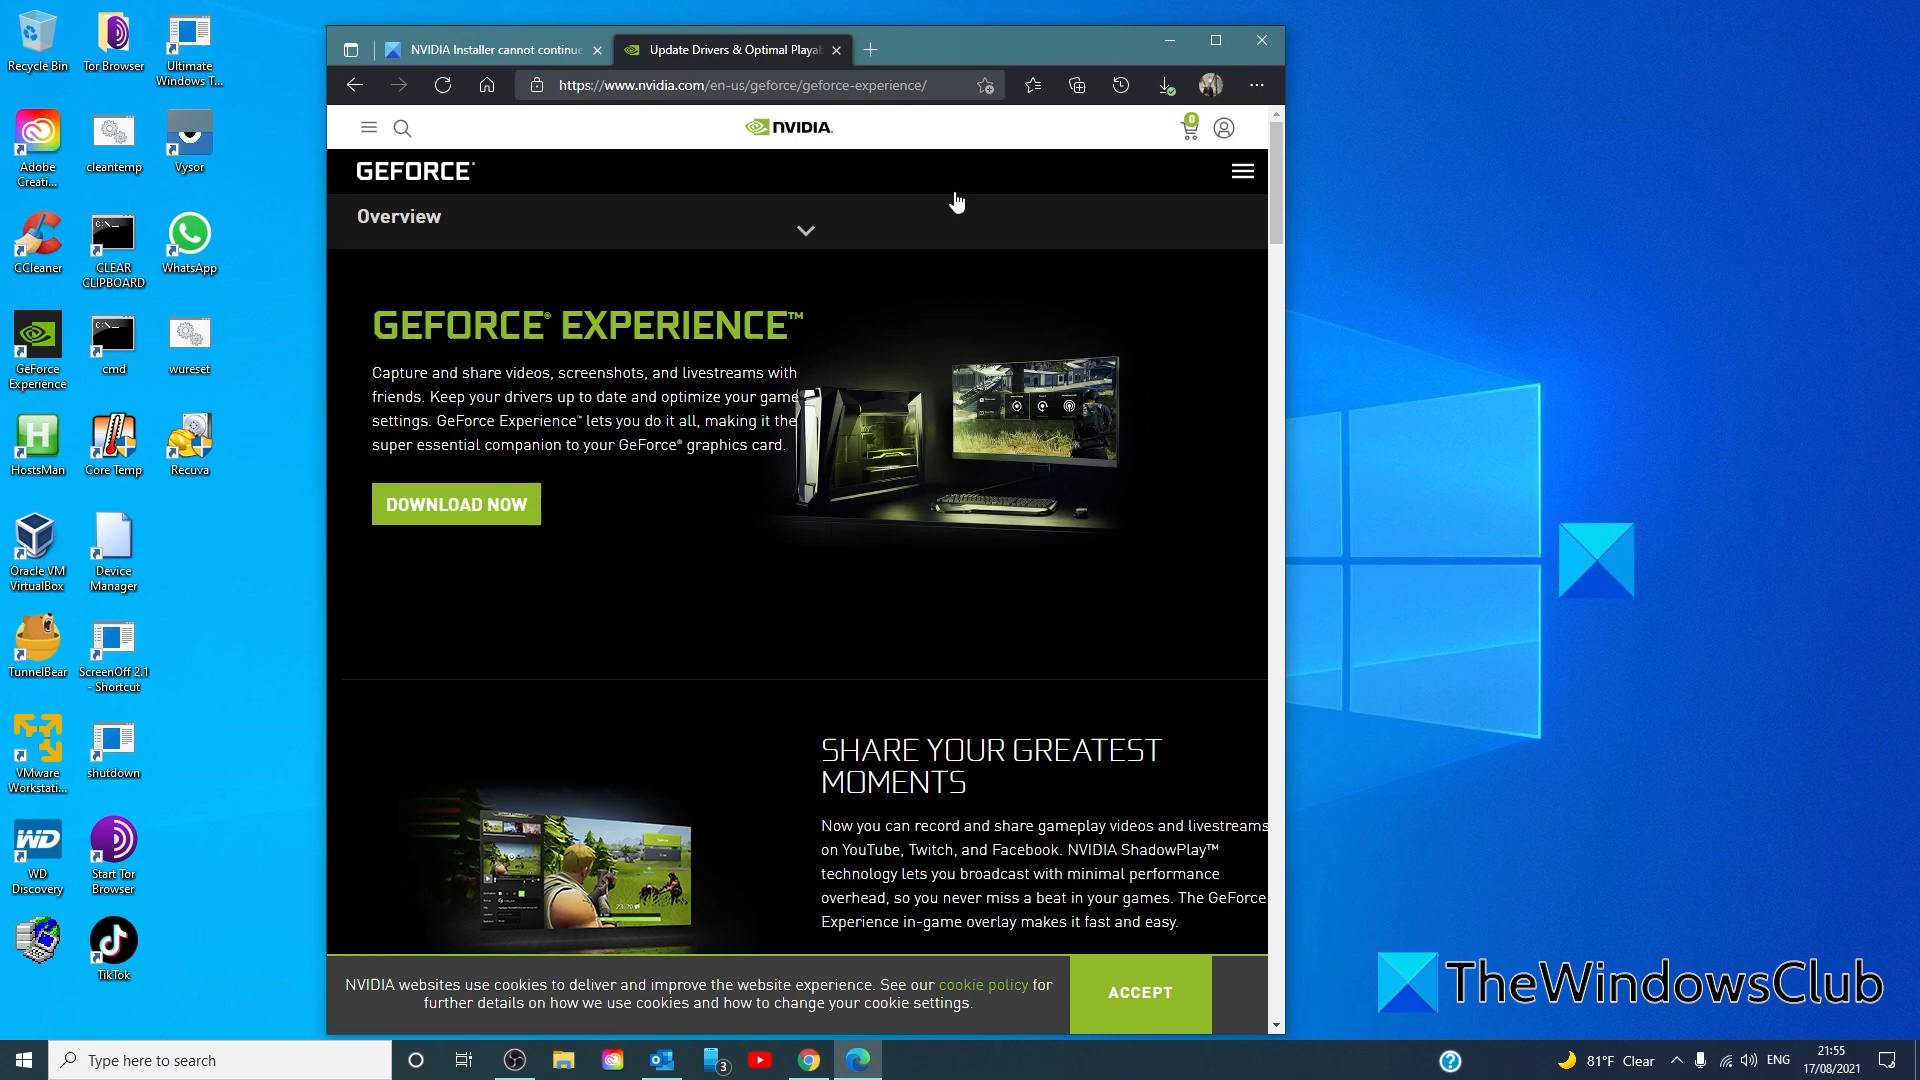 Recycle Bin
Tor Browser
Ultimate
Windows T...
Adobe
Creati...
cleantemp
Vysor
CCleaner
CLEAR
CLIPBOARD
WhatsApp
GeForce
Experience
cmd
wureset
HostsMan
Core Temp
Recuva
Oracle VM
VirtualBox
Device
Manager
TunnelBear
ScreenOff 2.1
- Shortcut
VMware
Workstati...
shutdown
WD
WD
Discovery
Start Tor
Browser
TikTok
NVIDIA Installer cannot continue
Update Drivers & Optimal Playab
https://www.nvidia.com/en-us/geforce/geforce-experience/
NVIDIA.
0
GEFORCE
Overview
GEFORCE® EXPERIENCE™
Capture and share videos, screenshots, and livestreams with
friends. Keep your drivers up to date and optimize your game
settings. GeForce Experience™ lets you do it all, making it the
super essential companion to your GeForce® graphics card.
DOWNLOAD NOW
SHARE YOUR GREATEST
MOMENTS
Now you can record and share gameplay videos and livestreams
on YouTube, Twitch, and Facebook. NVIDIA ShadowPlay™
technology lets you broadcast with minimal performance
overhead, so you never miss a beat in your games. The GeForce
Experience in-game overlay makes it fast and easy.
NVIDIA websites use cookies to deliver and improve the website experience. See our cookie policy for
further details on how we use cookies and how to change your cookie settings.
ACCEPT
TheWindowsClub
Type here to search
3
81°F Clear
ENG
21:55
17/08/2021